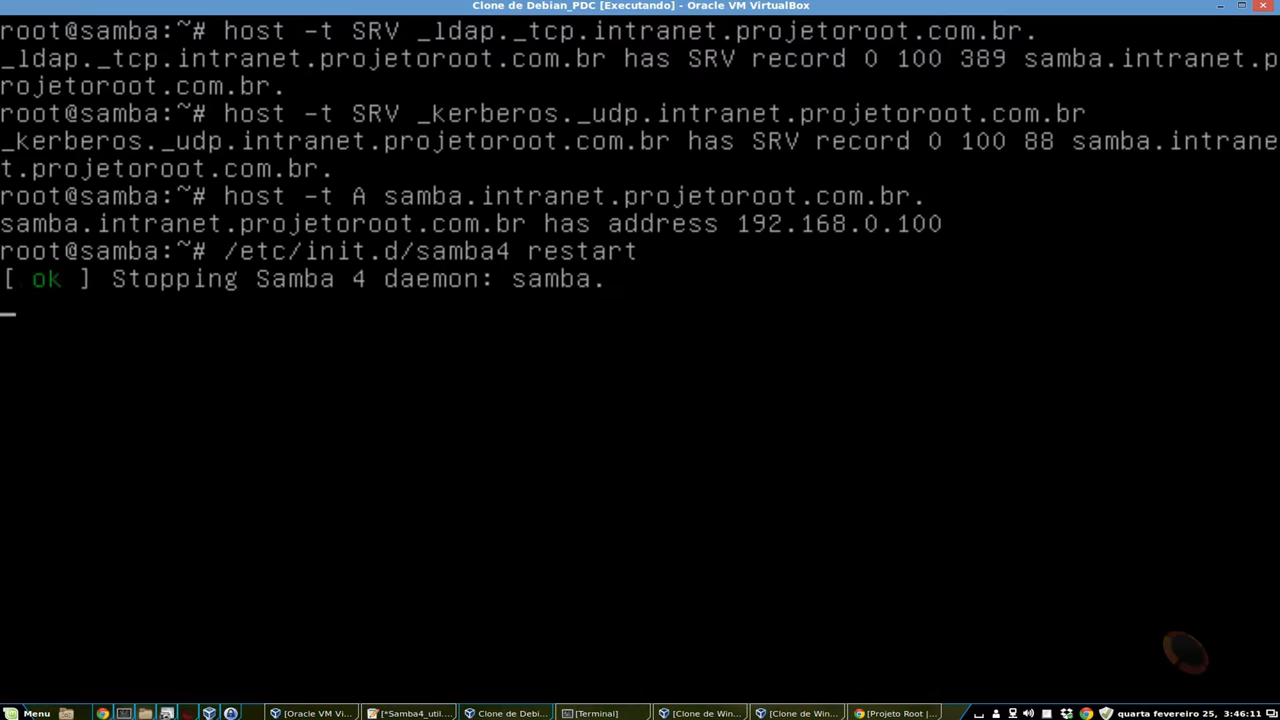 Clone de Debian_PDC [Executando] - Oracle VM VirtualBox
root@samba:~# host -t SRV _ldap._tcp.intranet.projetoroot.com.br.
_ldap._tcp.intranet.projetoroot.com.br has SRV record 0 100 389 samba.intranet.p
rojetoroot.com.br.
root@samba:~# host -t SRV _kerberos._udp.intranet.projetoroot.com.br
_kerberos._udp.intranet.projetoroot.com.br has SRV record 0 100 88 samba.intrane
t.projetoroot.com.br.
root@samba:~# host -t A samba.intranet.projetoroot.com.br.
samba.intranet.projetoroot.com.br has address 192.168.0.100
root@samba:~# /etc/init.d/samba4 restart
[ ok ] Stopping Samba 4 daemon: samba.
Menu [Oracle VM Vi... [*Samba4_util.... Clone de Debi... [Terminal] [Clone de Win... [Clone de Win... [Projeto Root |... quarta fevereiro 25, 3:46:11